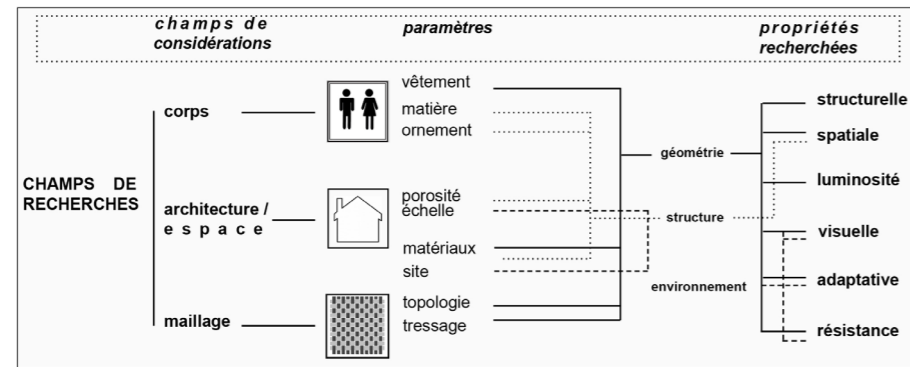 champs de
considérations
paramètres
propriétés
recherchées
CHAMPS DE
RECHERCHES
corps
architecture /
espace
maillage
vêtement
matière
ornement
porosité
échelle
matériaux
site
topologie
tressage
géométrie
structure
environnement
structurelle
spatiale
luminosité
visuelle
adaptative
résistance